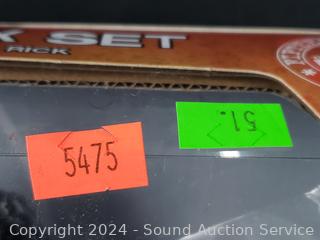 K SET
RICK
5475
51.
Copyright 2024 - Sound Auction Service